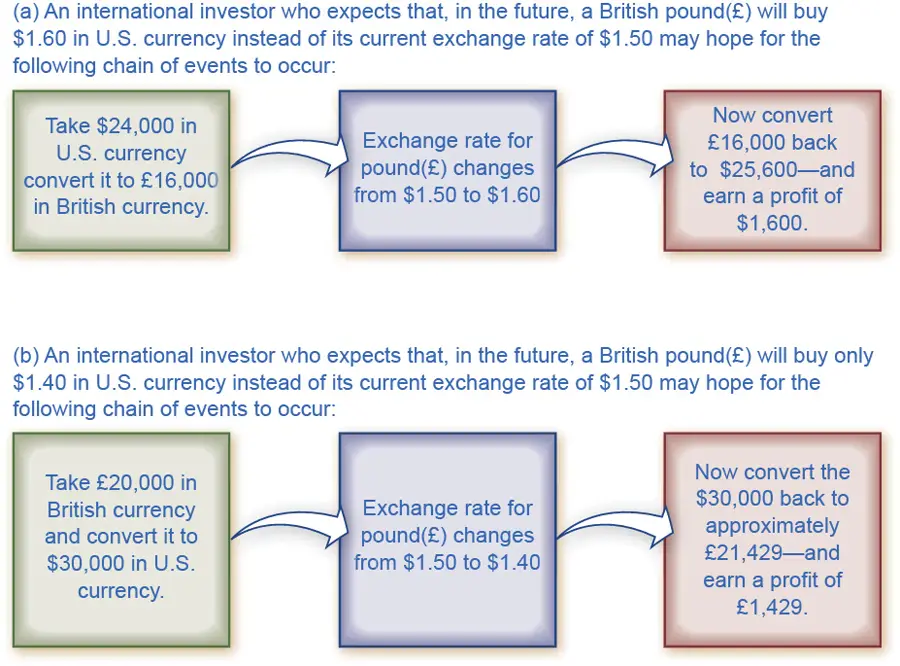 (a) An international investor who expects that, in the future, a British pound(£) will buy
$1.60 in U.S. currency instead of its current exchange rate of $1.50 may hope for the
following chain of events to occur:
Take $24,000 in
U.S. currency
convert it to £16,000
in British currency.
Exchange rate for
pound(£) changes
from $1.50 to $1.60
Now convert
£16,000 back
to $25,600—and
earn a profit of
$1,600.
(b) An international investor who expects that, in the future, a British pound(£) will buy only
$1.40 in U.S. currency instead of its current exchange rate of $1.50 may hope for the
following chain of events to occur:
Take £20,000 in
British currency
and convert it to
$30,000 in U.S.
currency.
Exchange rate for
pound(£) changes
from $1.50 to $1.40
Now convert the
$30,000 back to
approximately
£21,429—and
earn a profit of
£1,429.